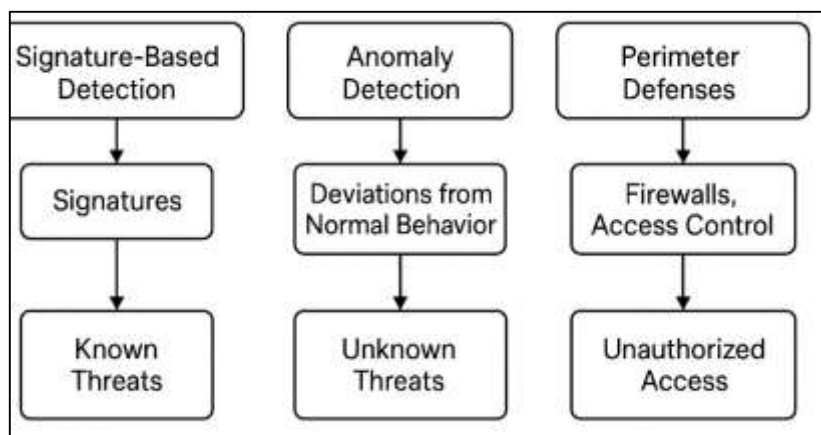 Signature-Based
Detection
Anomaly
Detection
Perimeter
Defenses
Signatures
Deviations from
Normal Behavior
Firewalls,
Access Control
Known
Threats
Unknown
Threats
Unauthorized
Access